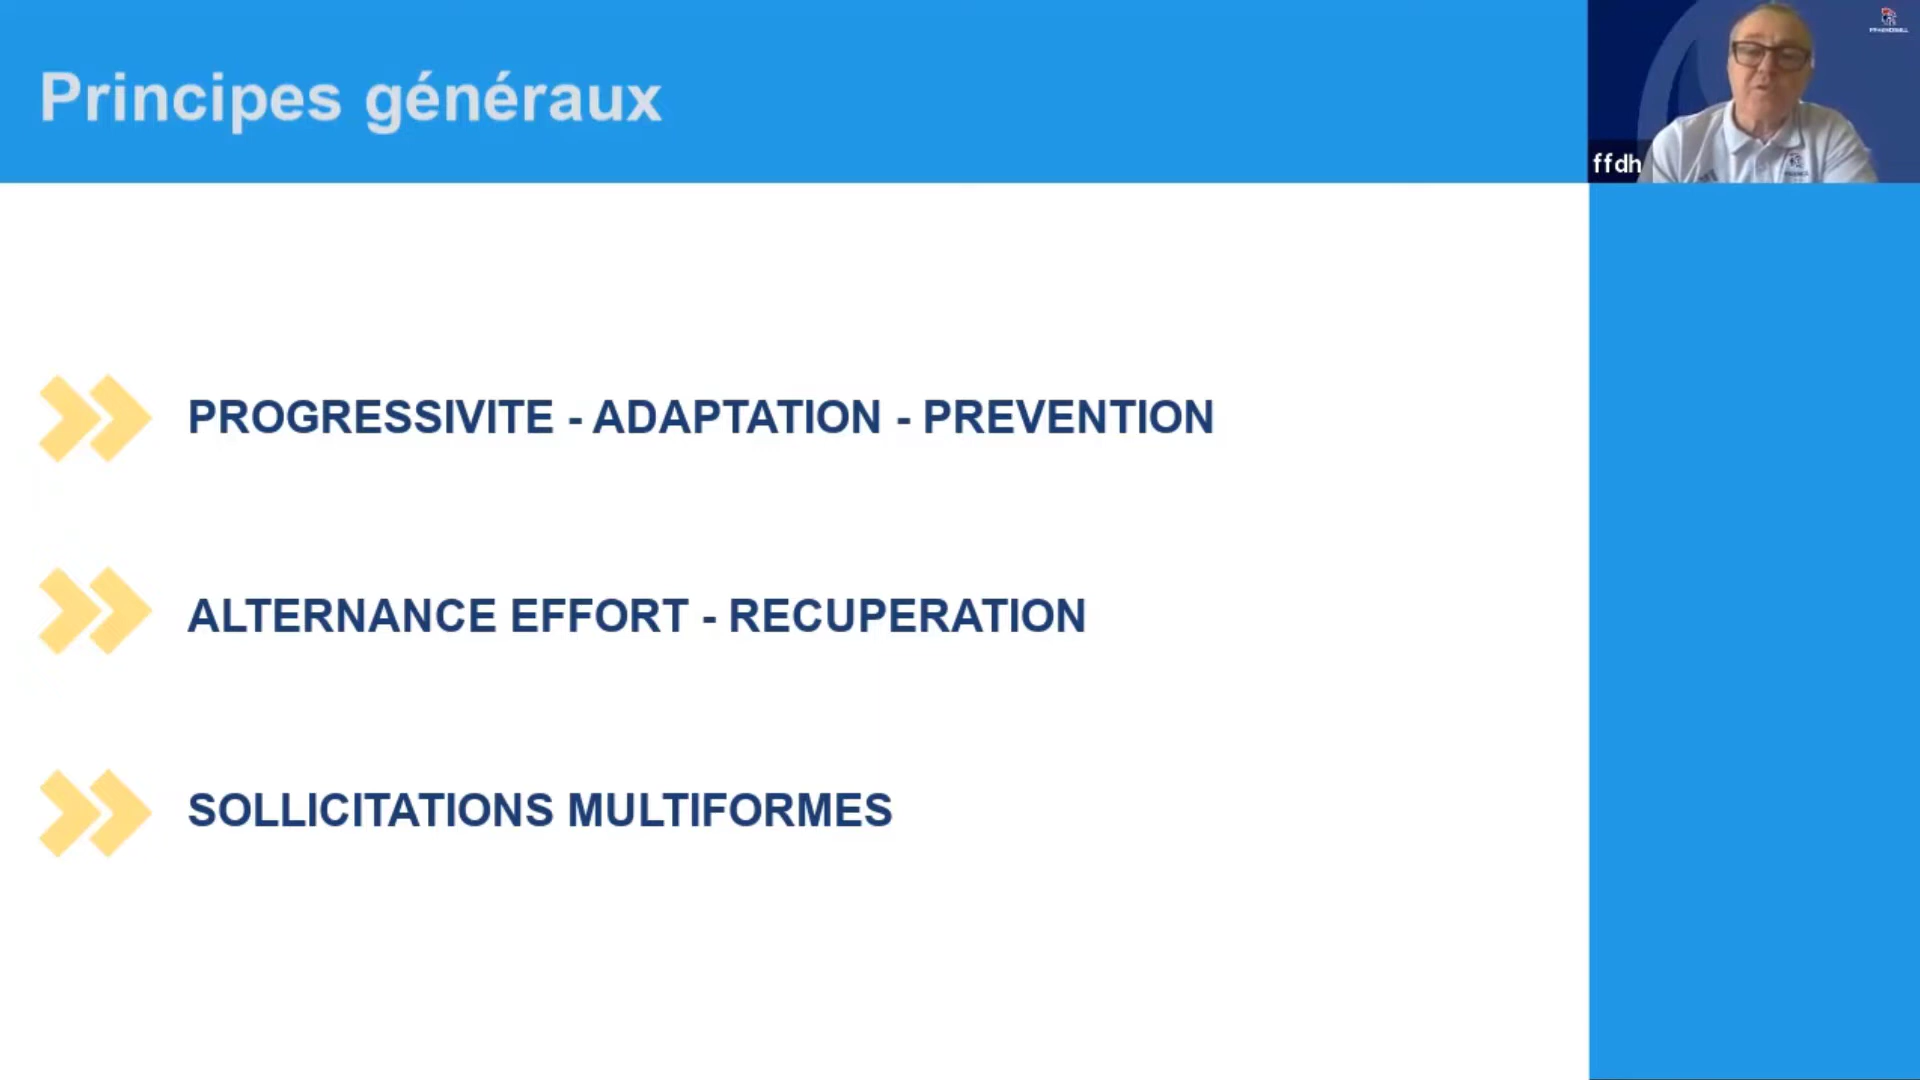 Principes généraux
ffdh
PROGRESSIVITE - ADAPTATION - PREVENTION
ALTERNANCE EFFORT - RECUPERATION
SOLLICITATIONS MULTIFORMES